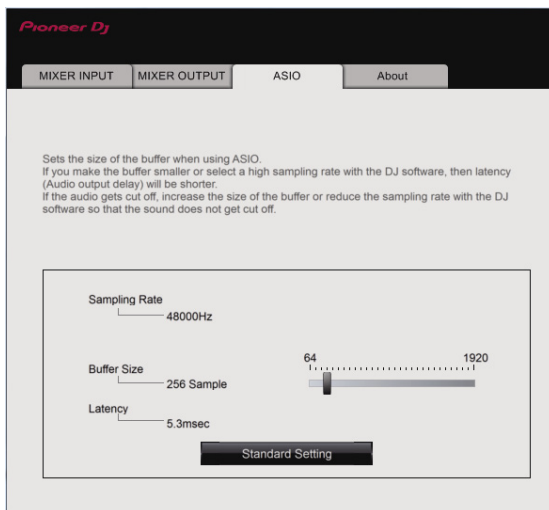 Pioneer Dj
MIXER INPUT
MIXER OUTPUT
ASIO
About
Sets the size of the buffer when using ASIO.
If you make the buffer smaller or select a high sampling rate with the DJ software, then latency
(Audio output delay) will be shorter.
If the audio gets cut off, increase the size of the buffer or reduce the sampling rate with the DJ
software so that the sound does not get cut off.
Sampling Rate
48000Hz
Buffer Size
256 Sample
64
1920
Latency
5.3msec
Standard Setting